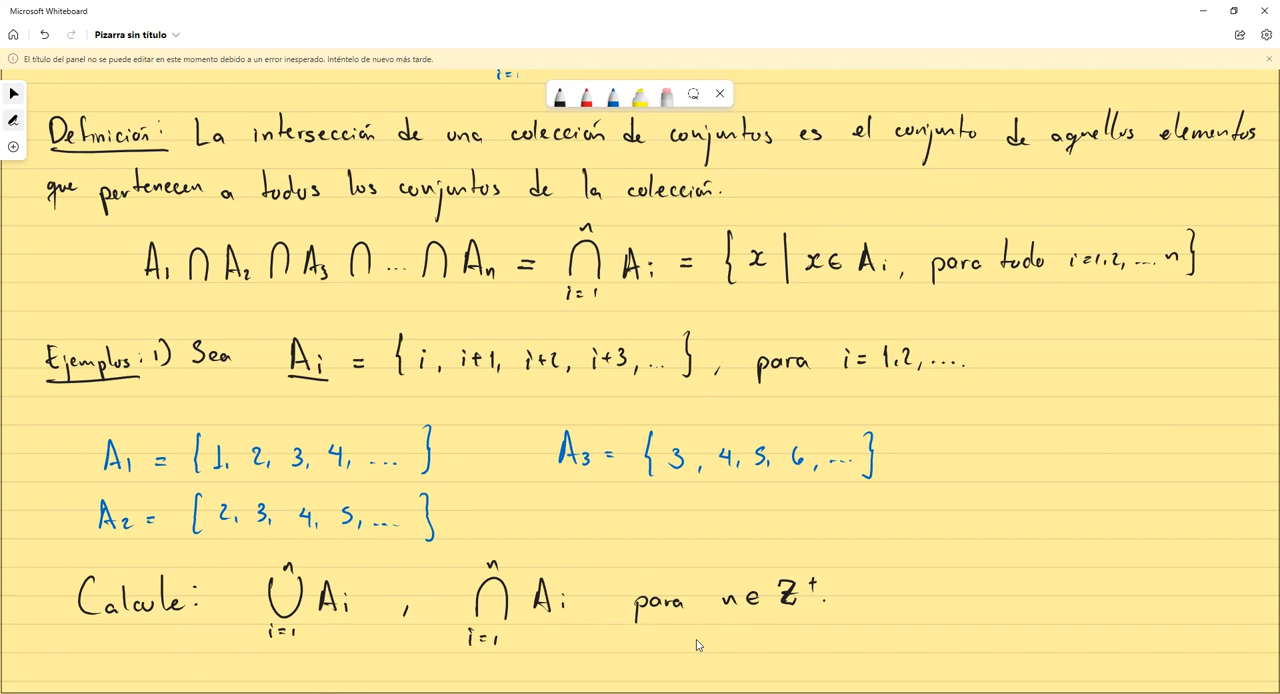 Microsoft Whiteboard
Pizarra sin título
El título del panel no se puede editar en este momento debido a un error inesperado. Inténtelo de nuevo más tarde.
i=1
Definición: La intersección de una colección de conjuntos es el conjunto de aquellos elementos
que pertenecen a todos los conjuntos de la colección.
A₁ ∩ A₂ ∩ A₃ ∩ ... ∩ Aₙ = ⋂ᵢ₌₁ⁿ Aᵢ = { x | x ∈ Aᵢ, para todo i=1,2, ... n }
Ejemplos: 1) Sea Aᵢ = { i, i+1, i+2, i+3, ... }, para i = 1,2, ....
A₁ = { 1, 2, 3, 4, ... } A₃ = { 3, 4, 5, 6, ... }
A₂ = { 2, 3, 4, 5, ... }
Calcule: ⋃ᵢ₌₁ⁿ Aᵢ , ⋂ᵢ₌₁ⁿ Aᵢ para n ∈ Z⁺.